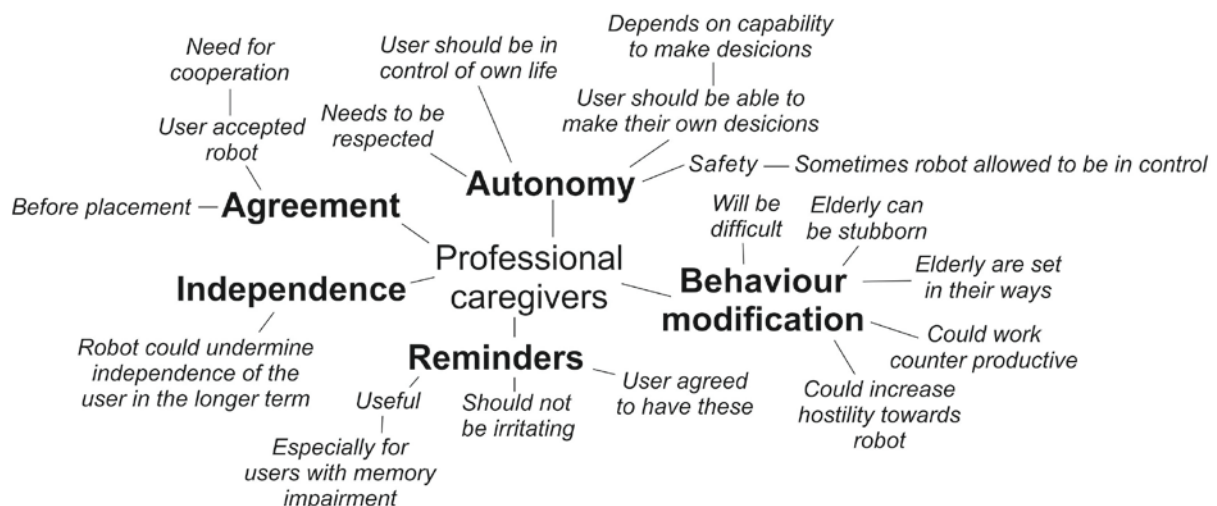 Need for
cooperation
User accepted
robot
Before placement
Agreement
User should be in
control of own life
Needs to be
respected
Autonomy
Depends on capability
to make desicions
User should be able to
make their own desicions
Safety
Sometimes robot allowed to be in control
Professional
caregivers
Independence
Robot could undermine
independence of the
user in the longer term
Reminders
Useful
Especially for
users with memory
impairment
Should not
be irritating
User agreed
to have these
Behaviour
modification
Will be
difficult
Elderly can
be stubborn
Elderly are set
in their ways
Could work
counter productive
Could increase
hostility towards
robot